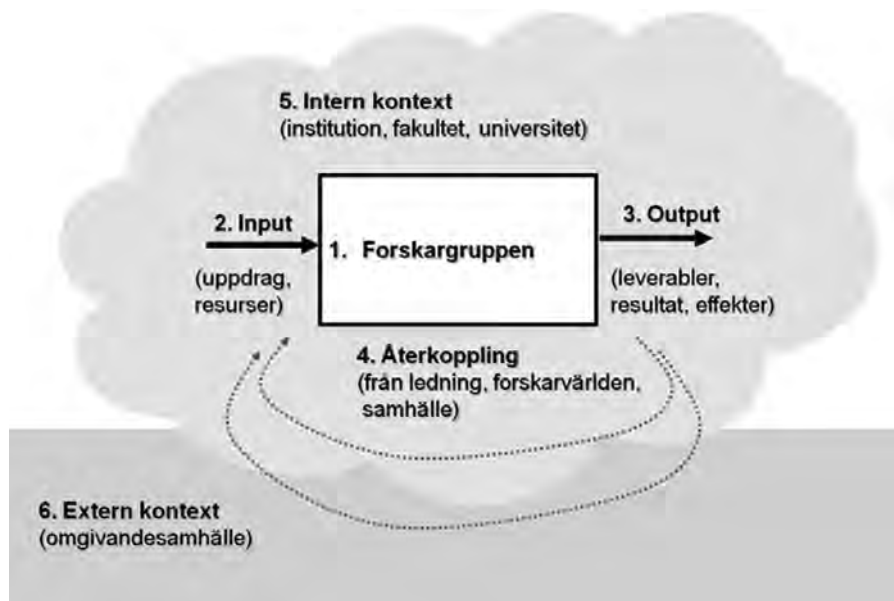 5. Intern kontext
(institution, fakultet, universitet)
2. Input
(uppdrag,
resurser)
1. Forskargruppen
3. Output
(leverabler,
resultat, effekter)
4. Återkoppling
(från ledning, forskarvärlden,
samhälle)
6. Extern kontext
(omgivandesamhälle)